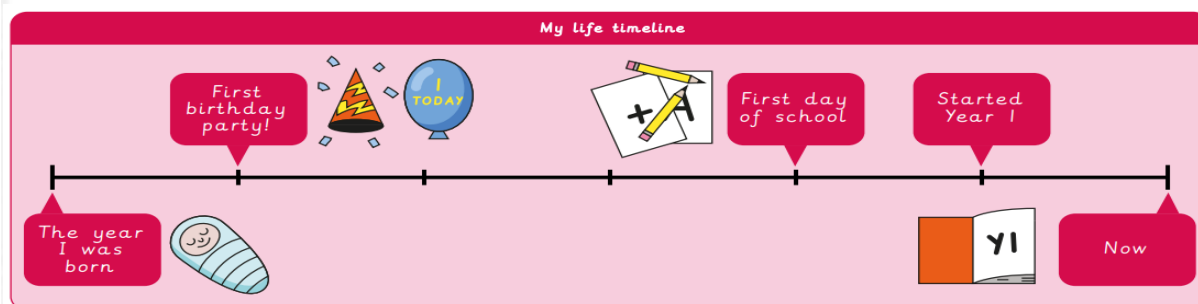 My life timeline
First
birthday
party!
1
TODAY
+ A
First day
of school
Started
Year 1
The year
I was
born
Y1
Now